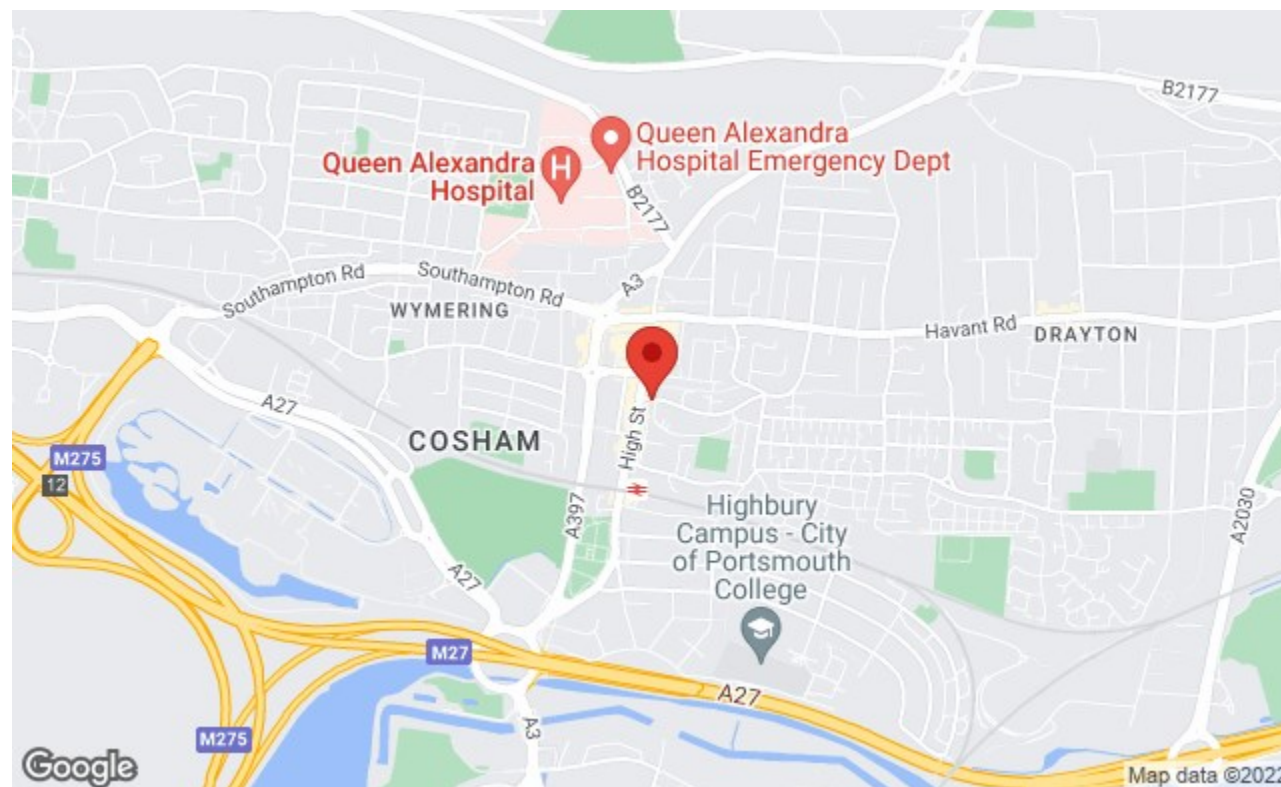 B2177
Queen Alexandra
Hospital Emergency Dept
Queen Alexandra
Hospital
B2177
A3
Southampton Rd
Southampton Rd
WYMERING
Havant Rd
DRAYTON
A27
High St
COSHAM
M275
12
A397
Highbury
Campus - City
of Portsmouth
College
A2030
A27
M27
A27
A3
M275
Google
Map data ©2022